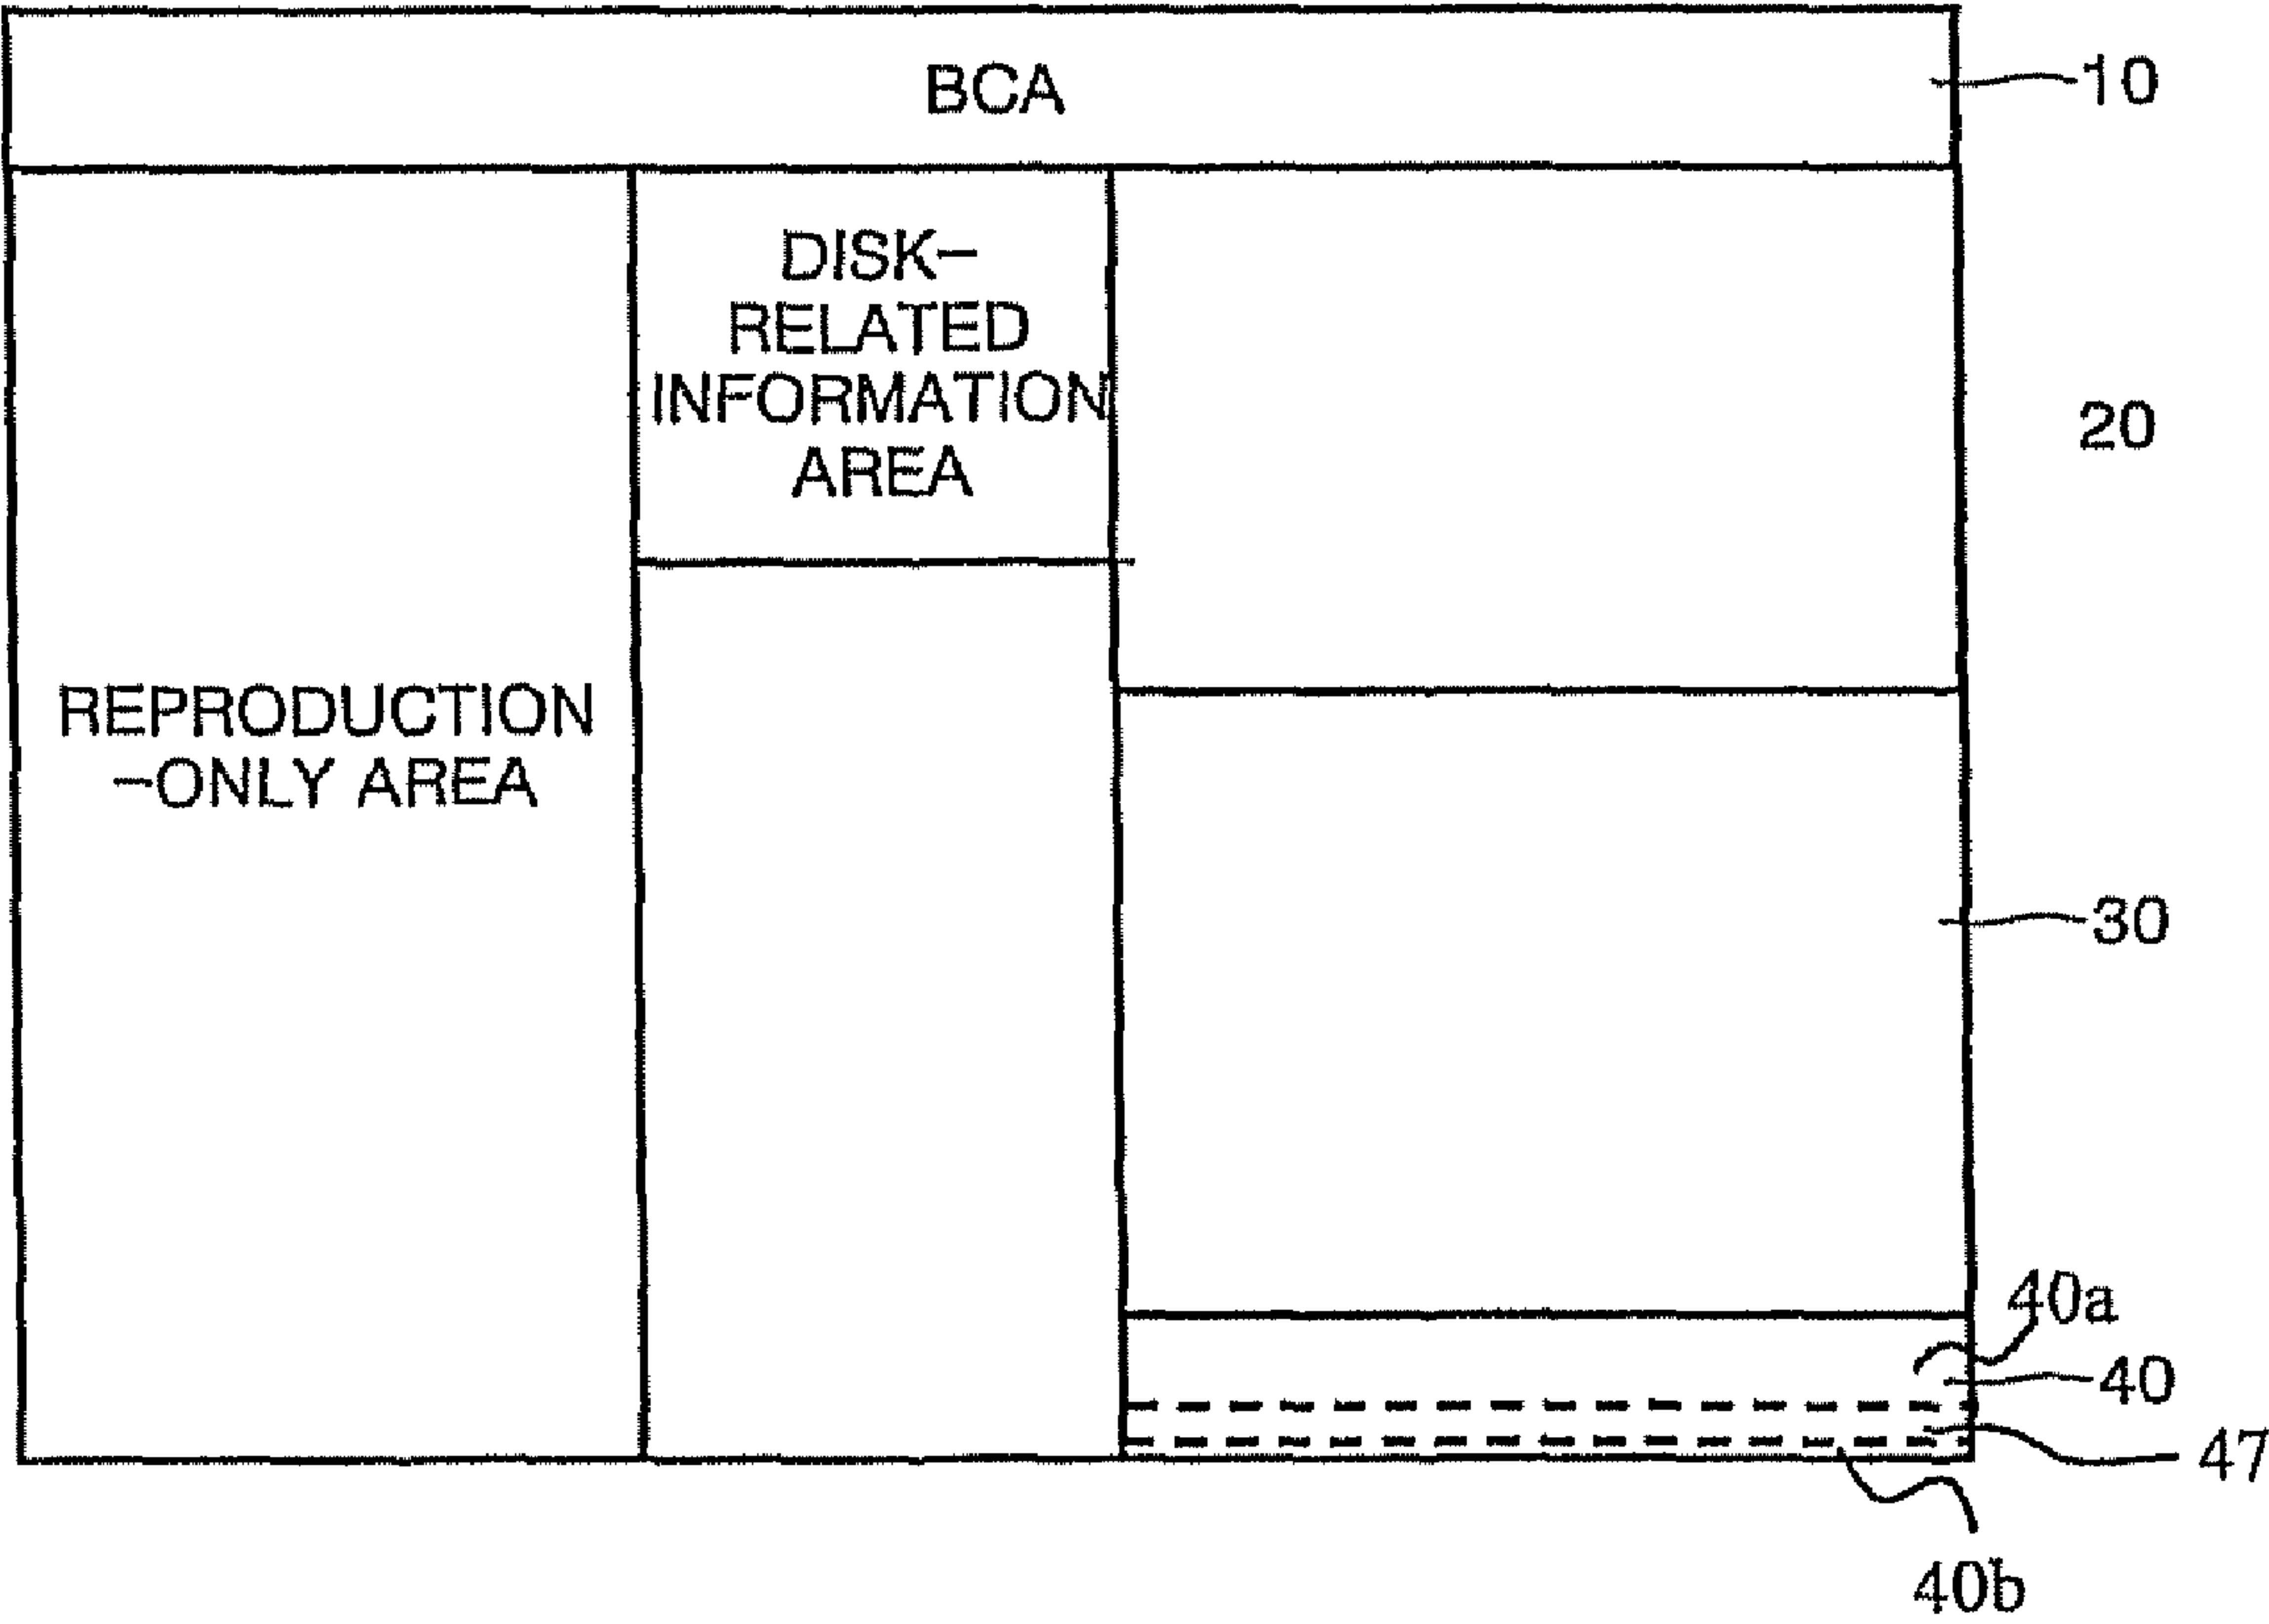 BCA
10
DISK-
RELATED
INFORMATION
AREA
20
REPRODUCTION
-ONLY AREA
30
40a
40
47
40b